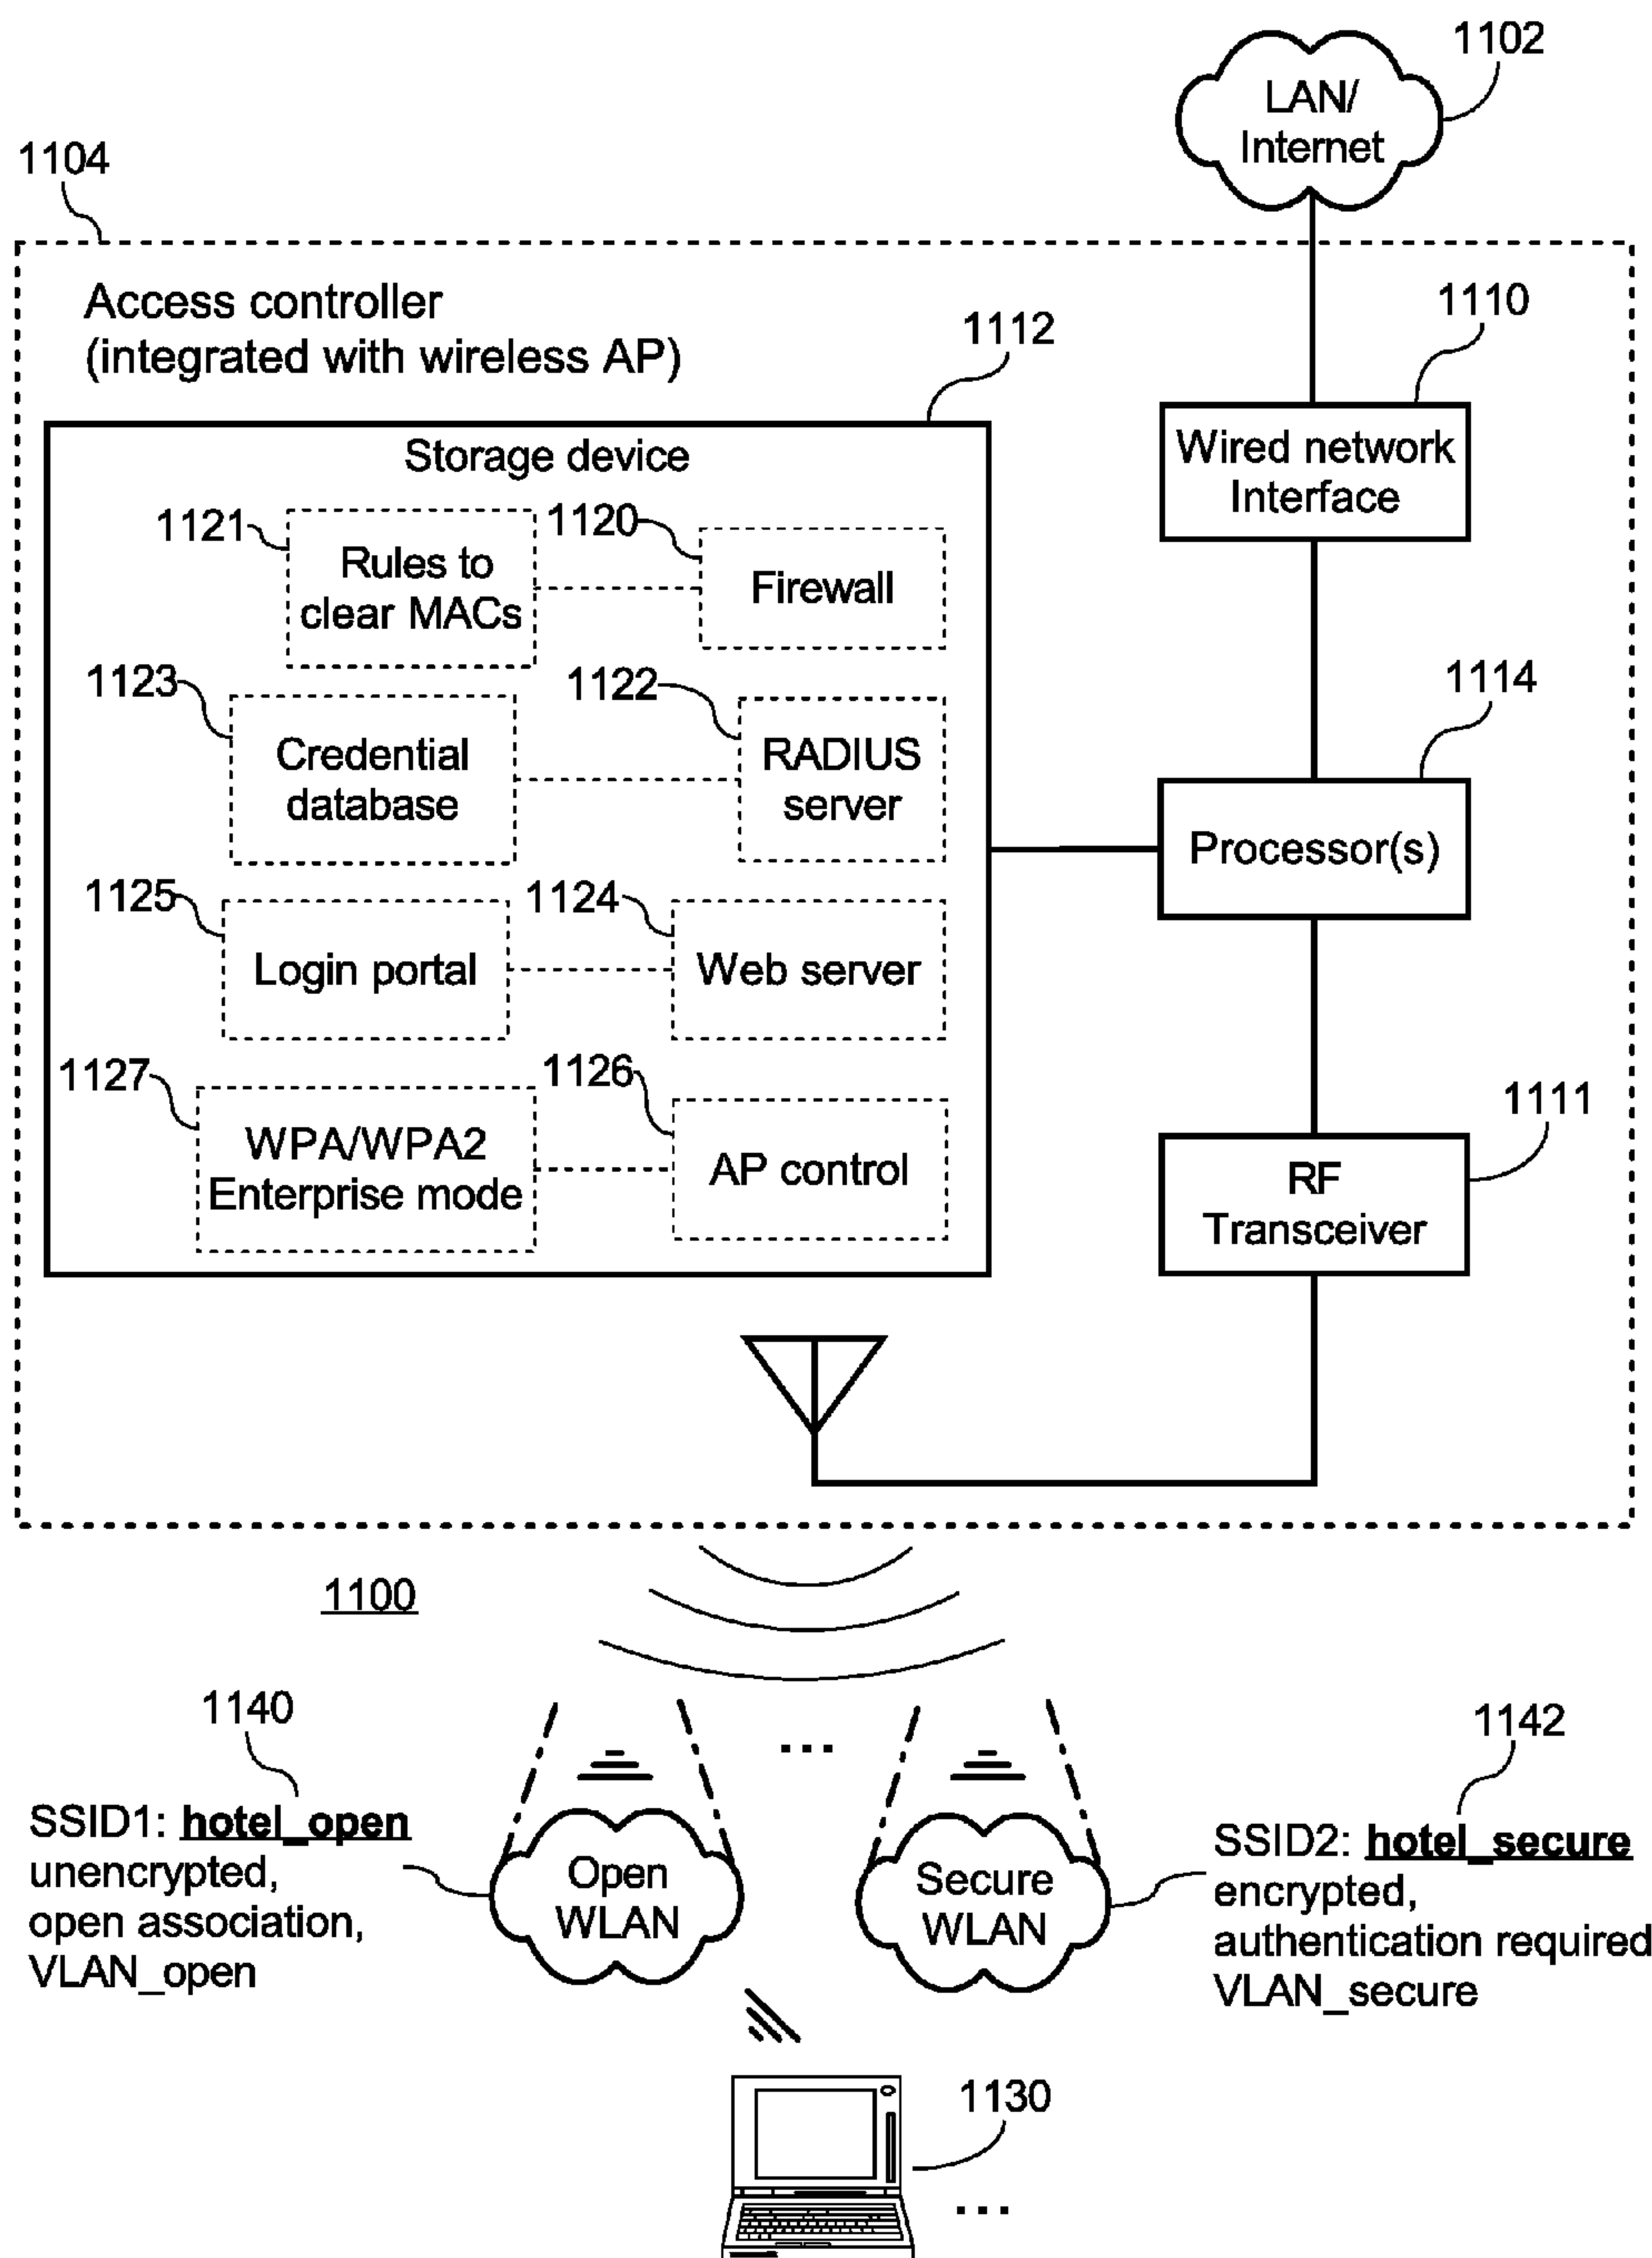 1102
LAN/
Internet
1104
Access controller
(integrated with wireless AP)
1112
1110
Wired network
Interface
Storage device
1121
Rules to
clear MACs
1120
Firewall
1123
Credential
database
1122
RADIUS
server
1114
Processor(s)
1125
Login portal
1124
Web server
1127
WPA/WPA2
Enterprise mode
1126
AP control
1111
RF
Transceiver
1100
1140
SSID1: hotel_open
unencrypted,
open association,
VLAN_open
Open
WLAN
...
Secure
WLAN
1142
SSID2: hotel_secure
encrypted,
authentication required
VLAN_secure
1130
...